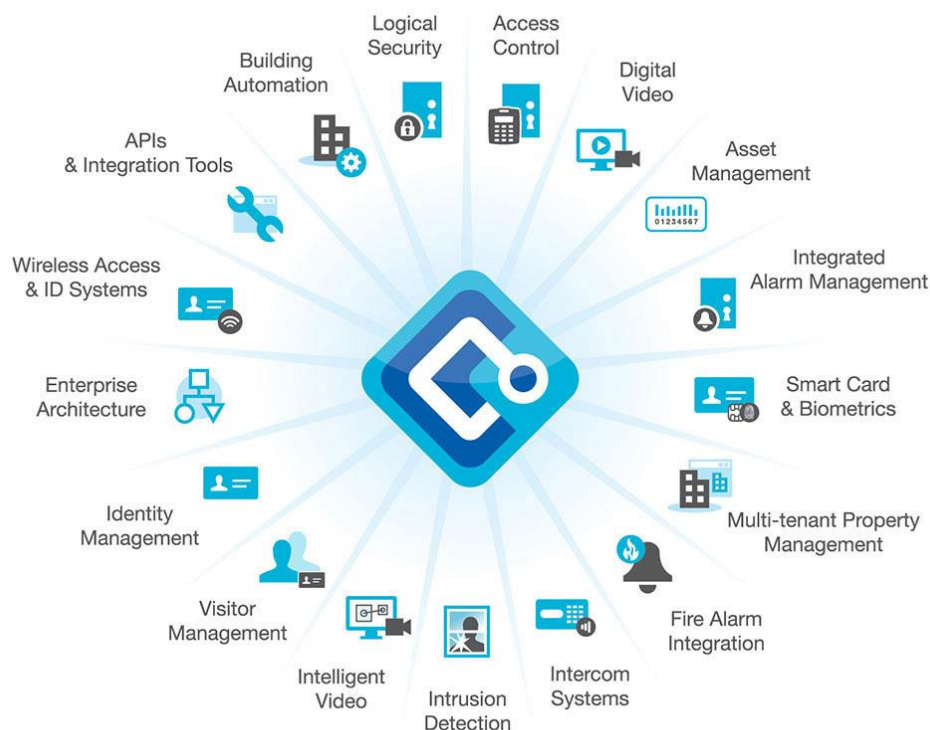 Logical
Security
Access
Control
Digital
Video
Asset
Management
01234567
Integrated
Alarm Management
Smart Card
& Biometrics
Multi-tenant Property
Management
Fire Alarm
Integration
Intercom
Systems
Intrusion
Detection
Intelligent
Video
Visitor
Management
Identity
Management
Enterprise
Architecture
Wireless Access
& ID Systems
APIs
& Integration Tools
Building
Automation